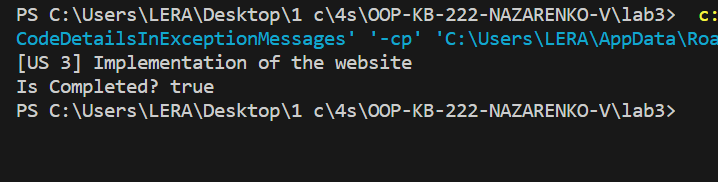 PS C:\Users\LERA\Desktop\1 c\4s\OOP-KB-222-NAZARENKO-V\lab3>  c:
CodeDetailsInExceptionMessages' '-cp' 'C:\Users\LERA\AppData\Roa
[US 3] Implementation of the website
Is Completed? true
PS C:\Users\LERA\Desktop\1 c\4s\OOP-KB-222-NAZARENKO-V\lab3>